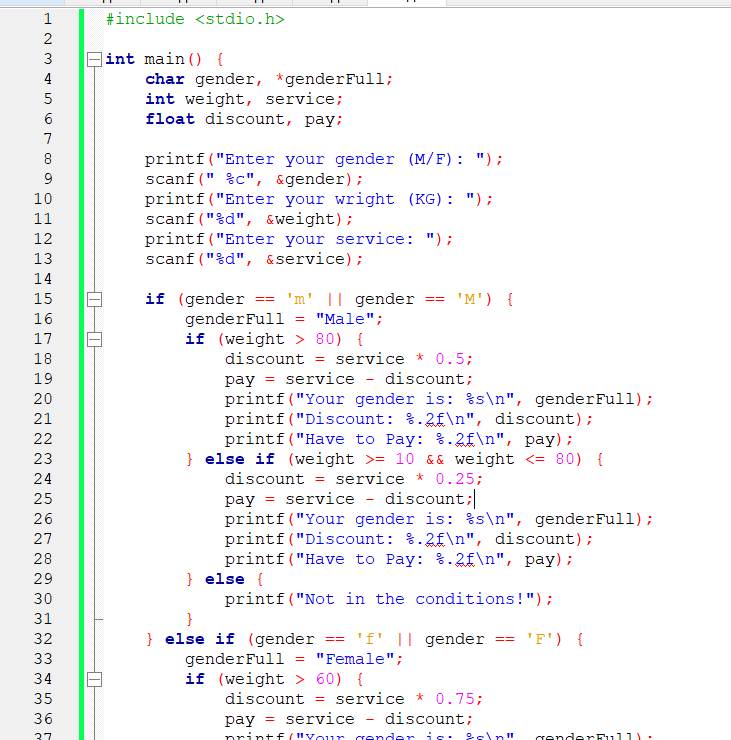 1 #include <stdio.h>
2
3 int main() {
4 char gender, *genderFull;
5 int weight, service;
6 float discount, pay;
7
8 printf("Enter your gender (M/F): ");
9 scanf(" %c", &gender);
10 printf("Enter your wright (KG): ");
11 scanf("%d", &weight);
12 printf("Enter your service: ");
13 scanf("%d", &service);
14
15 if (gender == 'm' || gender == 'M') {
16 genderFull = "Male";
17 if (weight > 80) {
18 discount = service * 0.5;
19 pay = service - discount;
20 printf("Your gender is: %s\n", genderFull);
21 printf("Discount: %.2f\n", discount);
22 printf("Have to Pay: %.2f\n", pay);
23 } else if (weight >= 10 && weight <= 80) {
24 discount = service * 0.25;
25 pay = service - discount;
26 printf("Your gender is: %s\n", genderFull);
27 printf("Discount: %.2f\n", discount);
28 printf("Have to Pay: %.2f\n", pay);
29 } else {
30 printf("Not in the conditions!");
31 }
32 } else if (gender == 'f' || gender == 'F') {
33 genderFull = "Female";
34 if (weight > 60) {
35 discount = service * 0.75;
36 pay = service - discount;
37 printf("Your gender is: %s\n", genderFull);